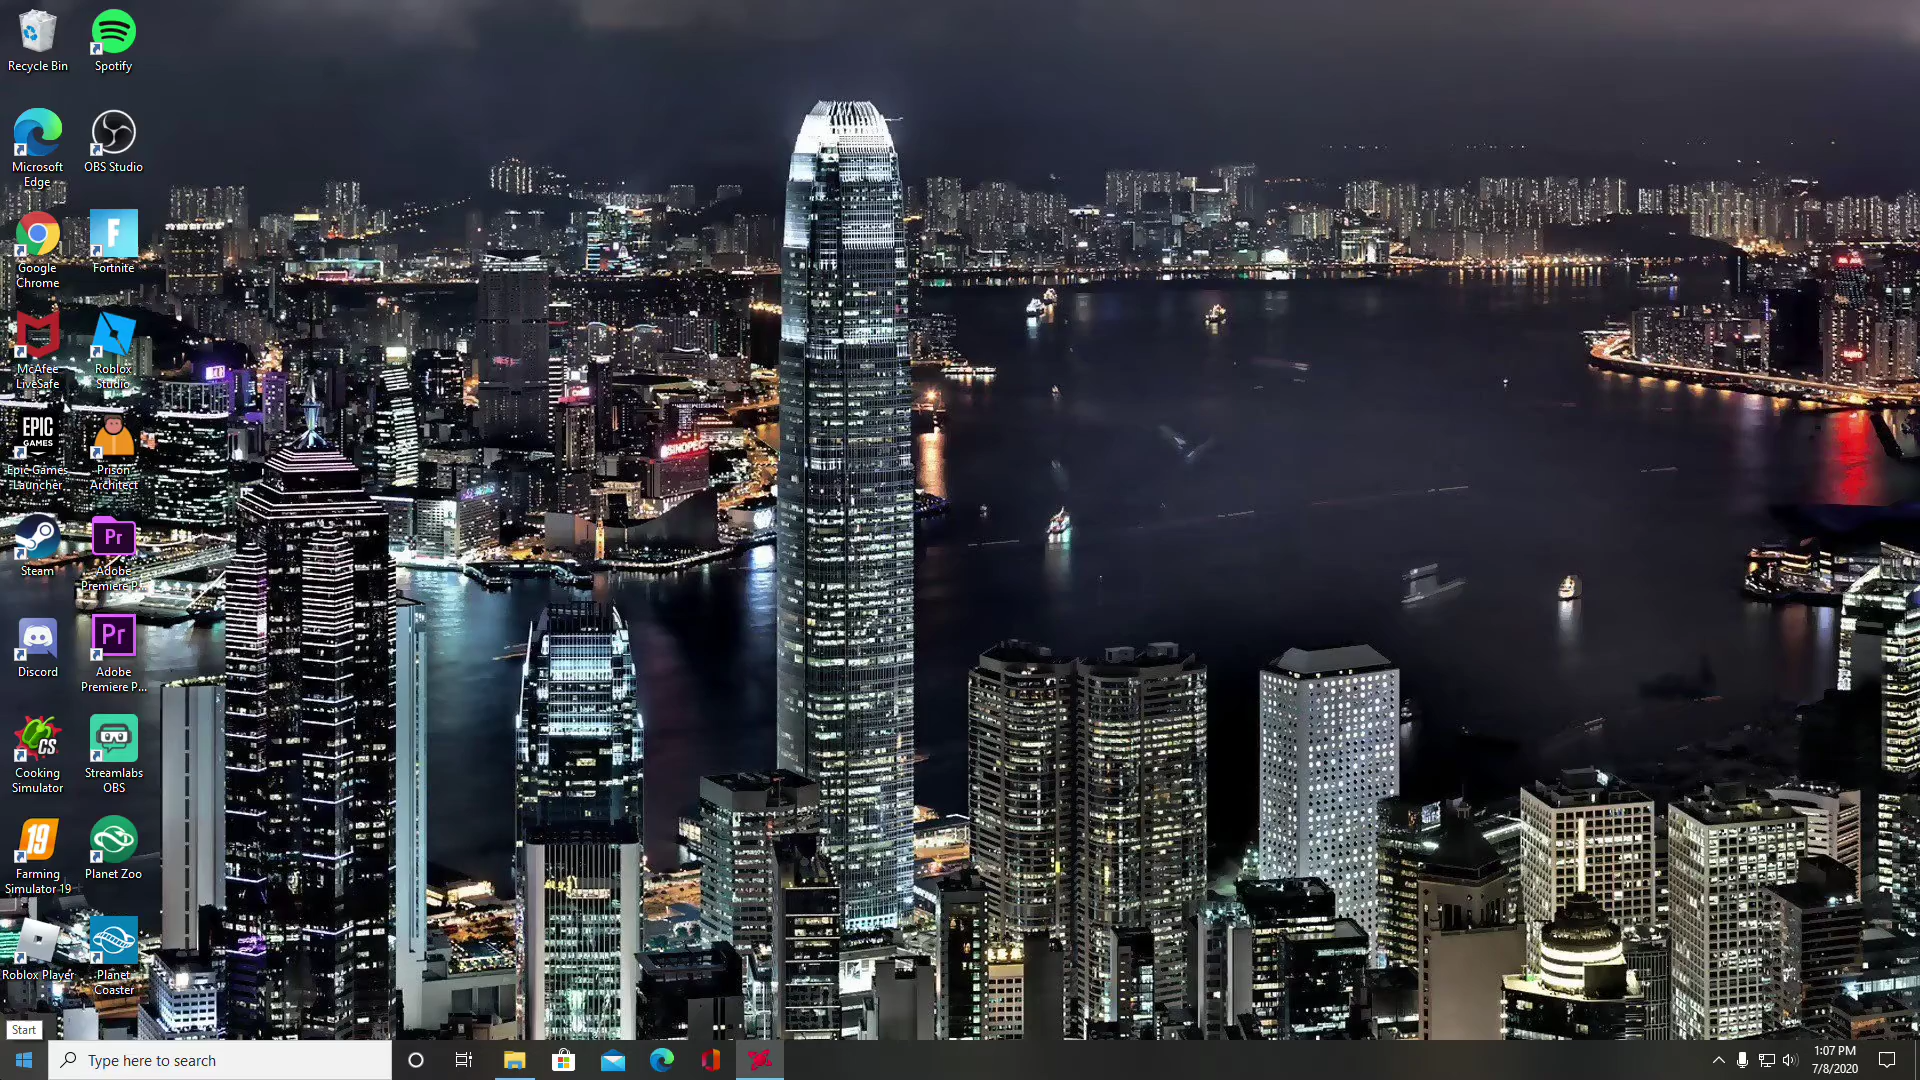 Recycle Bin
Spotify
Microsoft
Edge
OBS Studio
Google
Chrome
F
Fortnite
McAfee
LiveSafe
Roblox
Studio
EPIC
GAMES
Epic Games
Launcher
Prison
Architect
Steam
Pr
Adobe
Premiere P...
Discord
Pr
Adobe
Premiere P...
CS
Cooking
Simulator
Streamlabs
OBS
19
Farming
Simulator 19
Planet Zoo
Roblox Player
Planet
Coaster
SINOPEC
Start
Type here to search
1:07 PM
7/8/2020